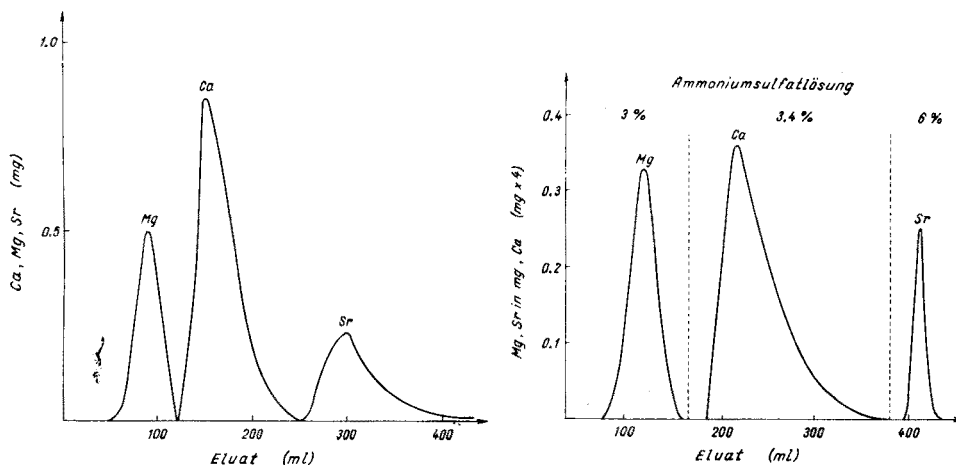 Ca, Mg, Sr (mg)
1.0
0.5
Mg
Ca
Sr
100 200 300 400
Eluat (ml)
Ammoniumsulfatlösung
3 % 3,4 % 6 %
Mg, Sr in mg, Ca (mg x 4)
0.4
0.3
0.2
0.1
Mg
Ca
Sr
100 200 300 400
Eluat (ml)